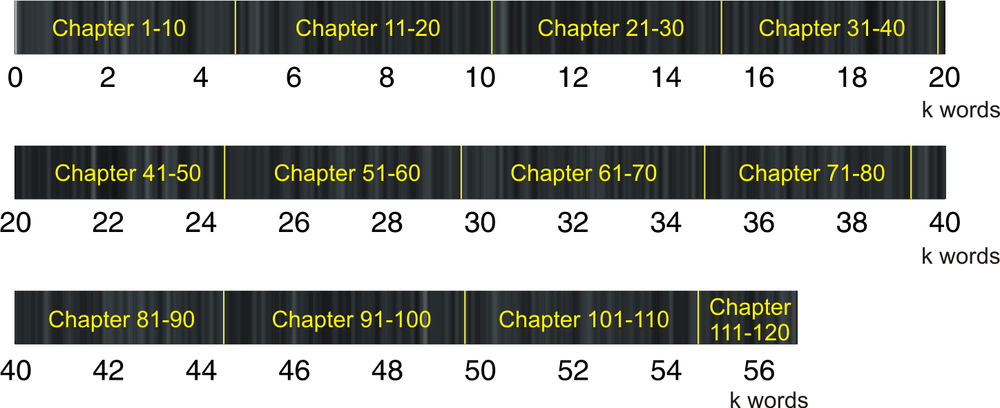 Chapter 1-10 Chapter 11-20 Chapter 21-30 Chapter 31-40
0 2 4 6 8 10 12 14 16 18 20
k words
Chapter 41-50 Chapter 51-60 Chapter 61-70 Chapter 71-80
20 22 24 26 28 30 32 34 36 38 40
k words
Chapter 81-90 Chapter 91-100 Chapter 101-110 Chapter
111-120
40 42 44 46 48 50 52 54 56
k words